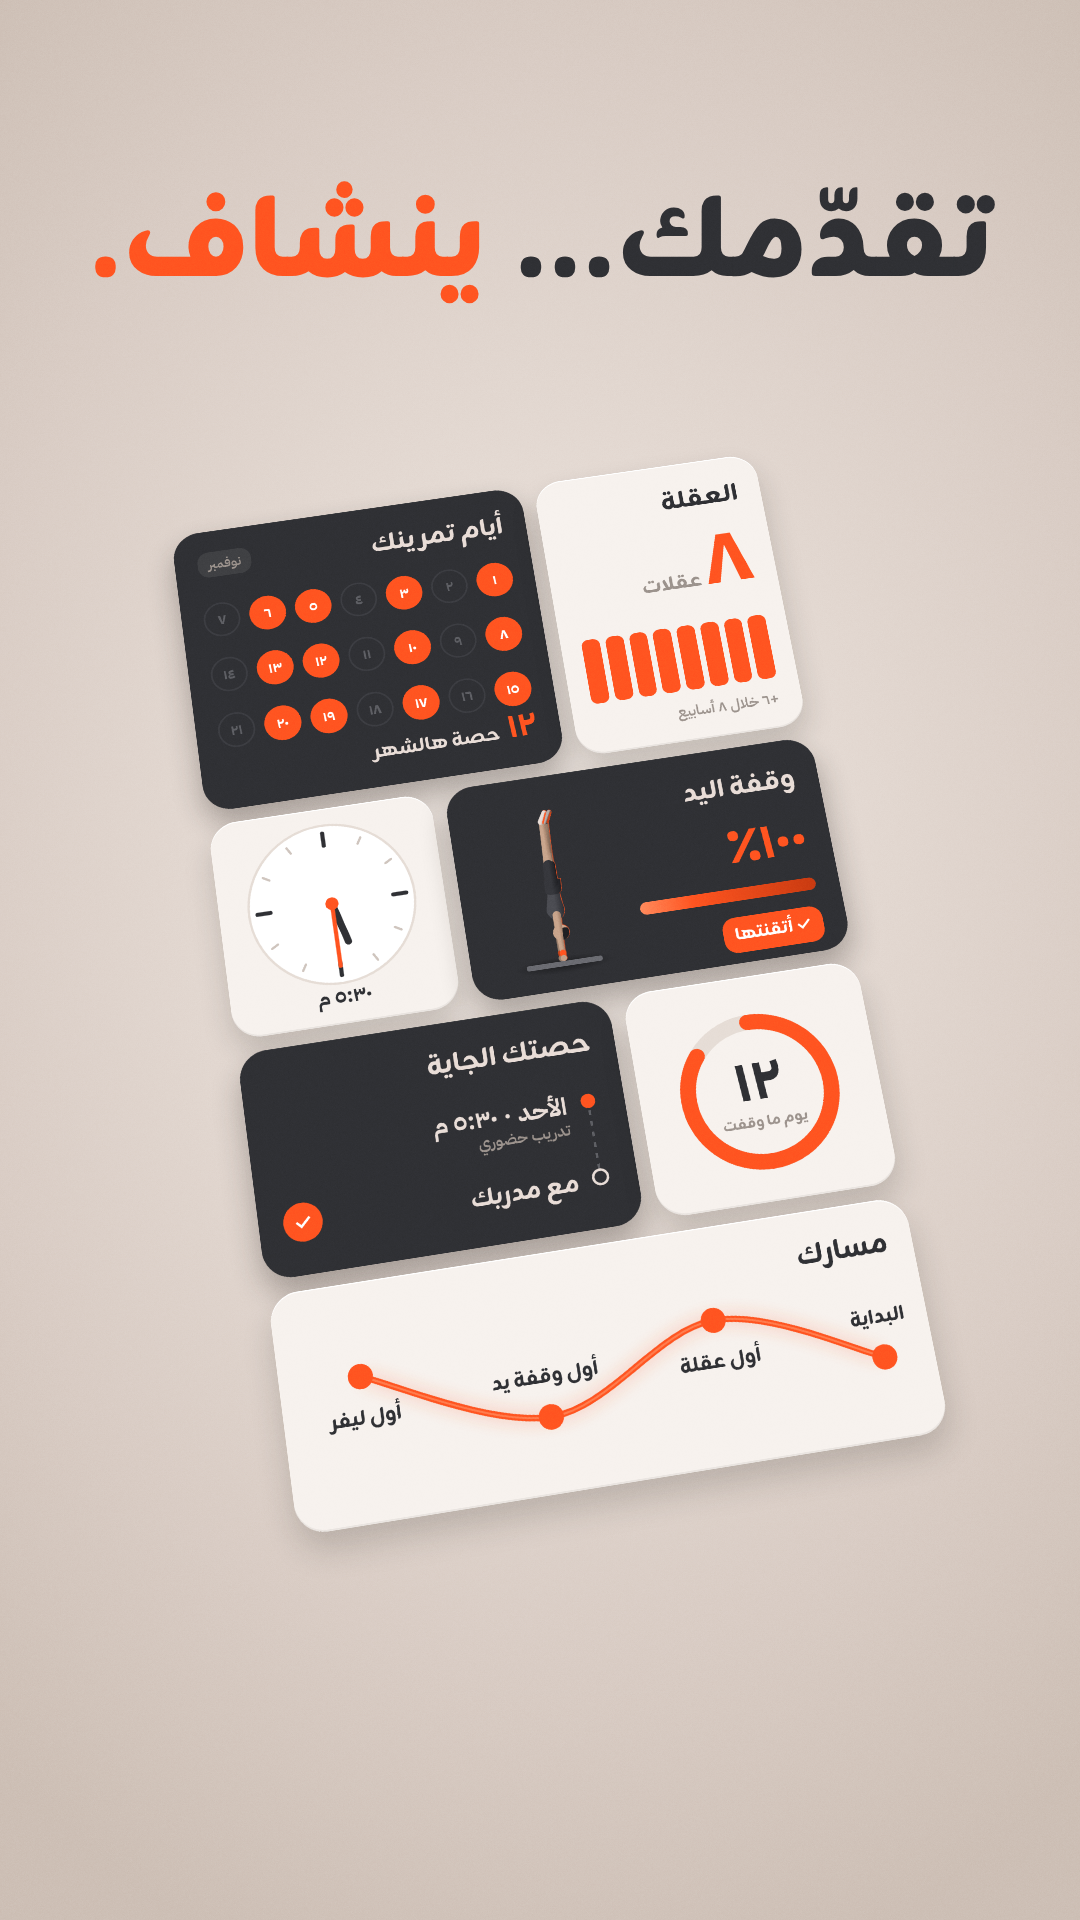 تقدّمك... ينشاف.
العقلة
٨ عقلات
+٦ خلال ٨ أسابيع
أيام تمرينك
نوفمبر
١ ٢ ٣ ٤ ٥ ٦ ٧
٨ ٩ ١٠ ١١ ١٢ ١٣ ١٤
١٥ ١٦ ١٧ ١٨ ١٩ ٢٠ ٢١
١٢ حصة هالشهر
وقفة اليد
١٠٠٪
أتقنتها
٥:٣٠ م
١٢
يوم ما وقفت
حصتك الجاية
الأحد · ٥:٣٠ م
تدريب حضوري
مع مدربك
مسارك
البداية
أول عقلة
أول وقفة يد
أول ليفر